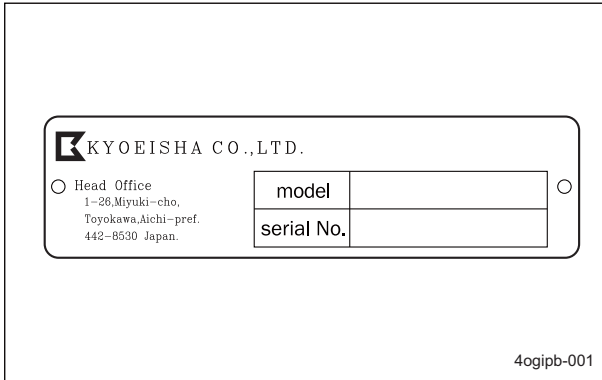 KYOEISHA CO.,LTD.
Head Office
1-26,Miyuki-cho,
Toyokawa,Aichi-pref.
442-8530 Japan.
model
serial No.
4ogipb-001